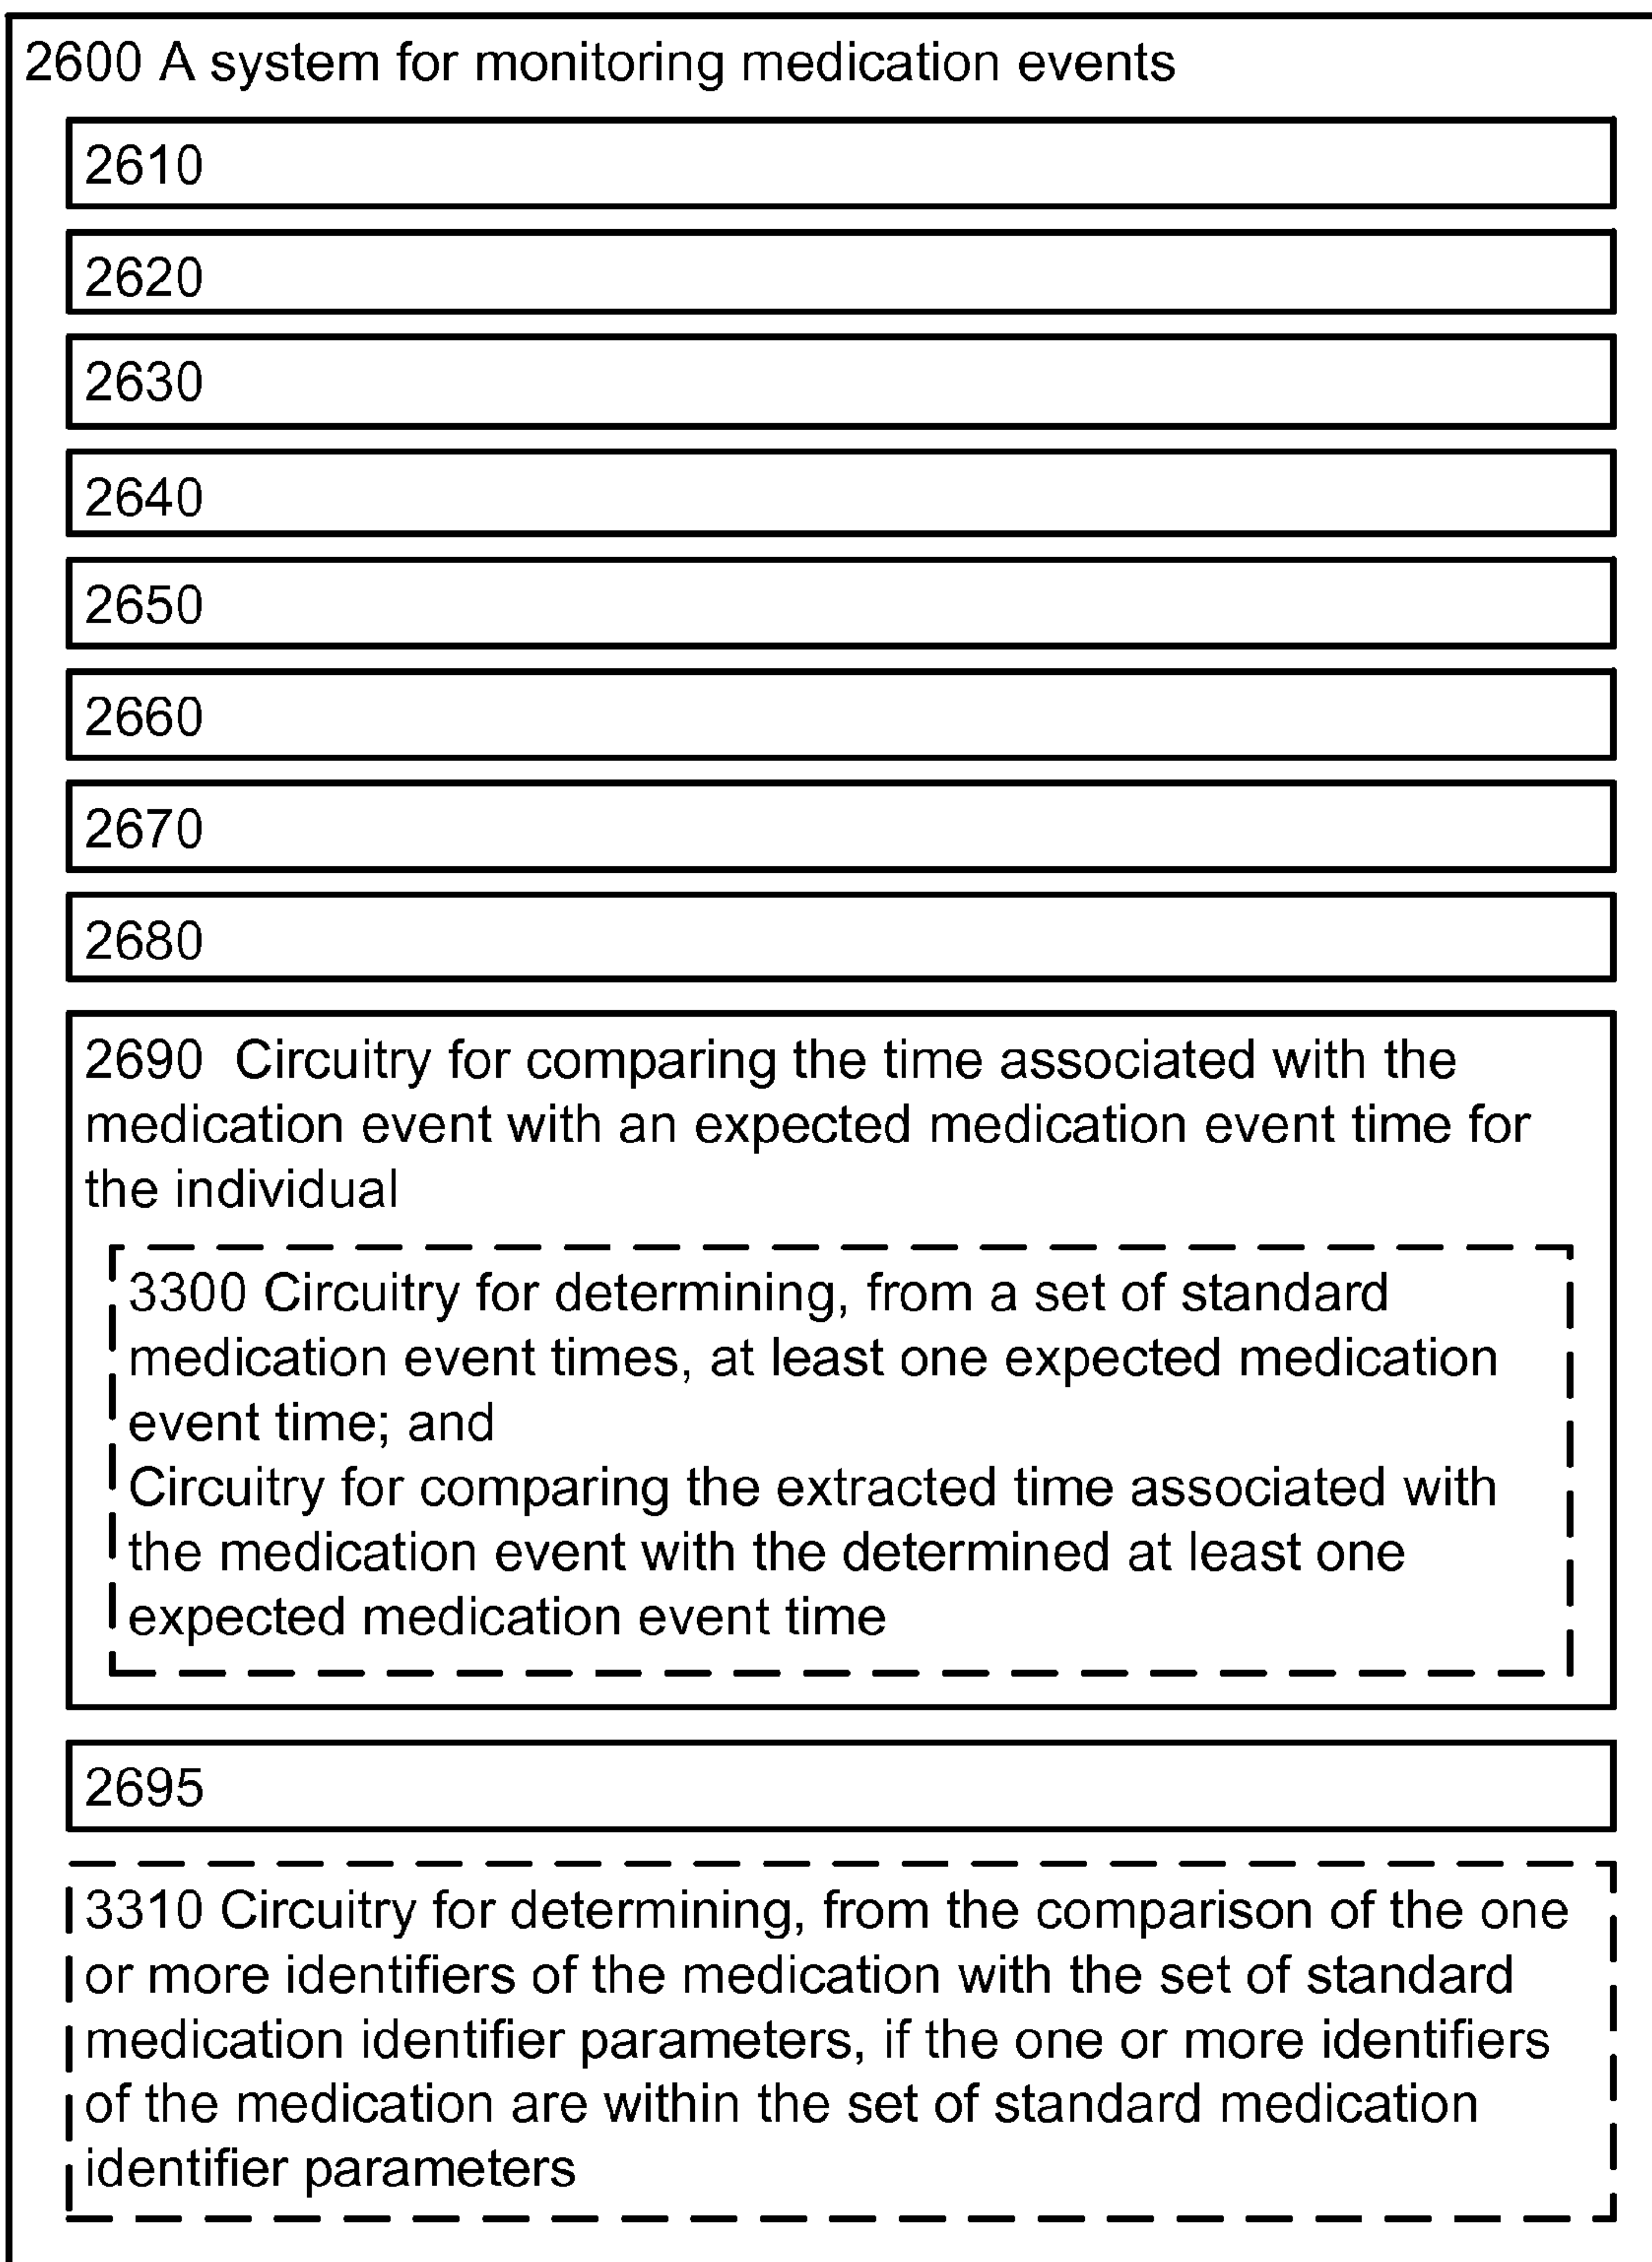 2600 A system for monitoring medication events
2610
2620
2630
2640
2650
2660
2670
2680
2690 Circuitry for comparing the time associated with the
medication event with an expected medication event time for
the individual
3300 Circuitry for determining, from a set of standard
medication event times, at least one expected medication
event time; and
Circuitry for comparing the extracted time associated with
the medication event with the determined at least one
expected medication event time
2695
3310 Circuitry for determining, from the comparison of the one
or more identifiers of the medication with the set of standard
medication identifier parameters, if the one or more identifiers
of the medication are within the set of standard medication
identifier parameters